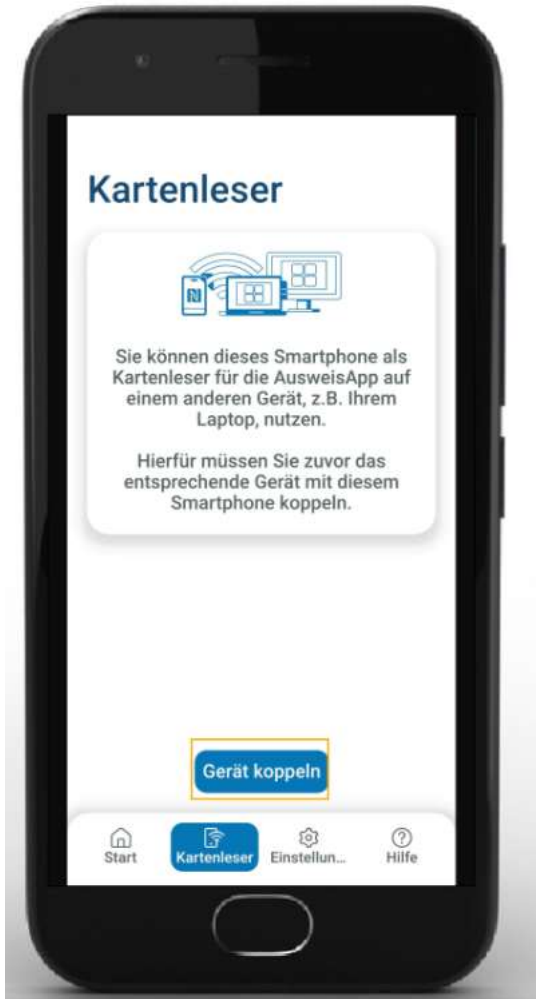 Kartenleser
Sie können dieses Smartphone als
Kartenleser für die AusweisApp auf
einem anderen Gerät, z.B. Ihrem
Laptop, nutzen.
Hierfür müssen Sie zuvor das
entsprechende Gerät mit diesem
Smartphone koppeln.
Gerät koppeln
Start Kartenleser Einstellun... Hilfe